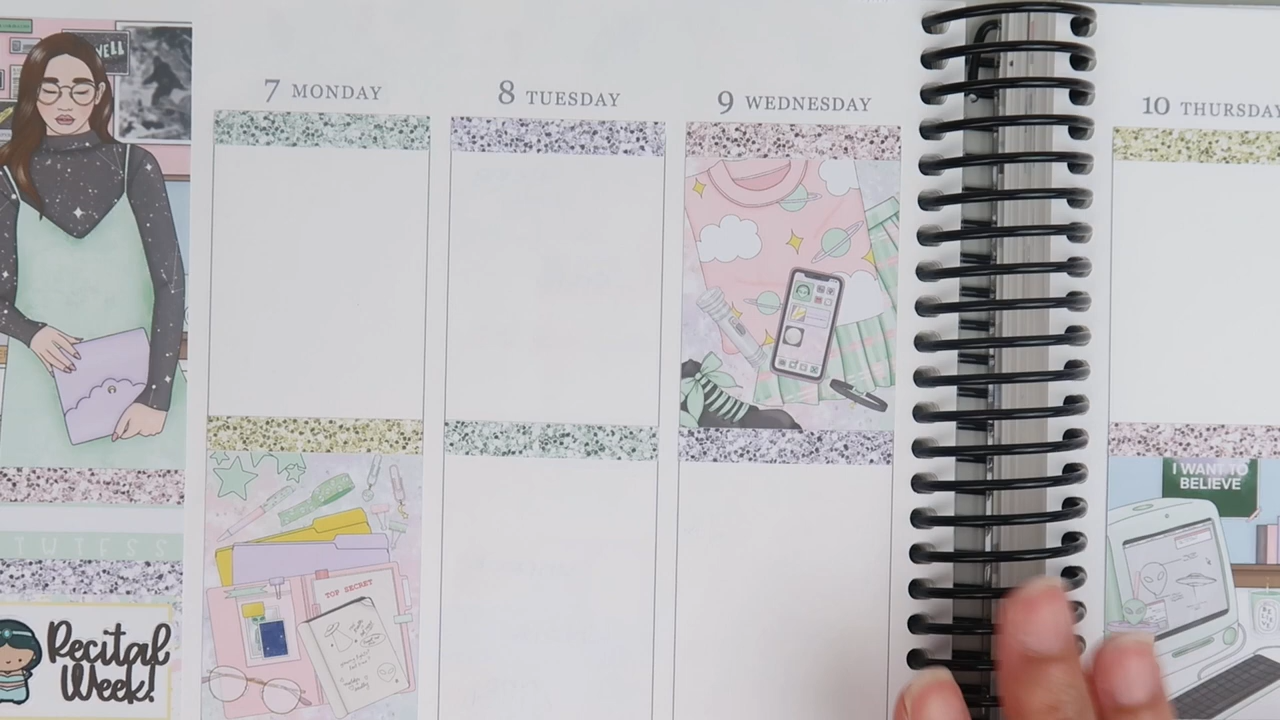 7 MONDAY
8 TUESDAY
9 WEDNESDAY
10 THURSDAY
I WANT TO
BELIEVE
TOP SECRET
Recital
Week!